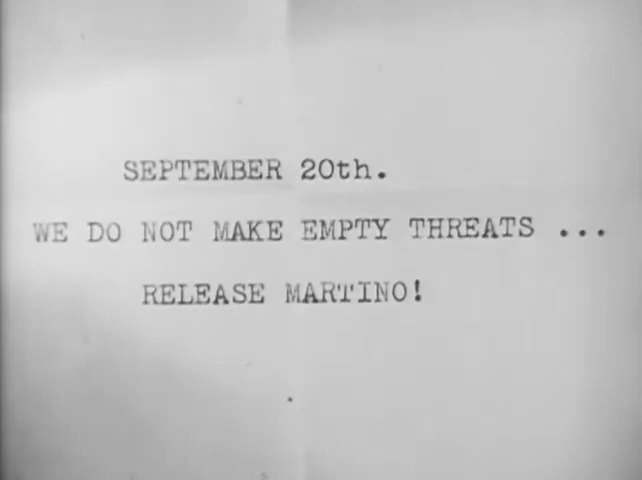 SEPTEMBER 20th.
WE DO NOT MAKE EMPTY THREATS ...
RELEASE MARTINO!